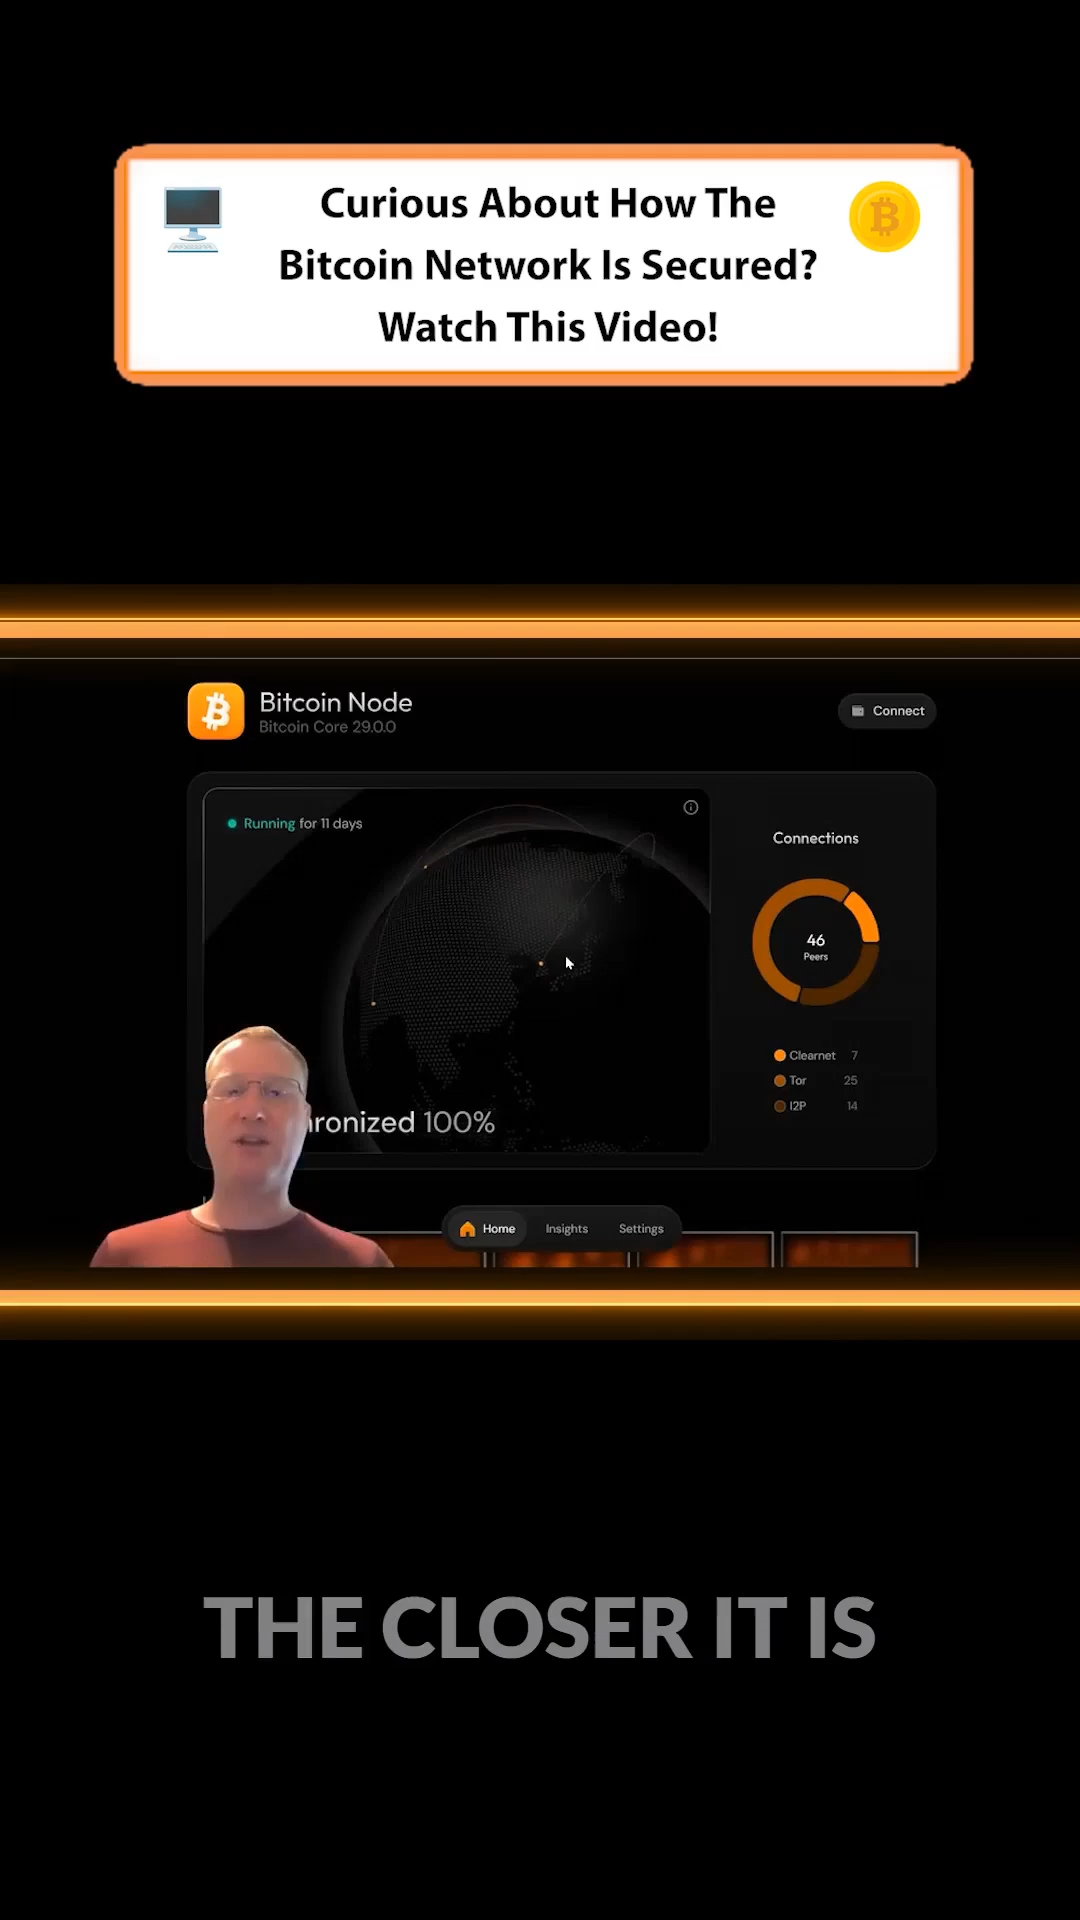 Curious About How The
Bitcoin Network Is Secured?
Watch This Video!
Bitcoin Node
Bitcoin Core 29.0.0
Connect
Running for 11 days
Connections
46
Peers
Clearnet 7
Tor 25
I2P 14
hronized 100%
Home
Insights
Settings
THE CLOSER IT IS